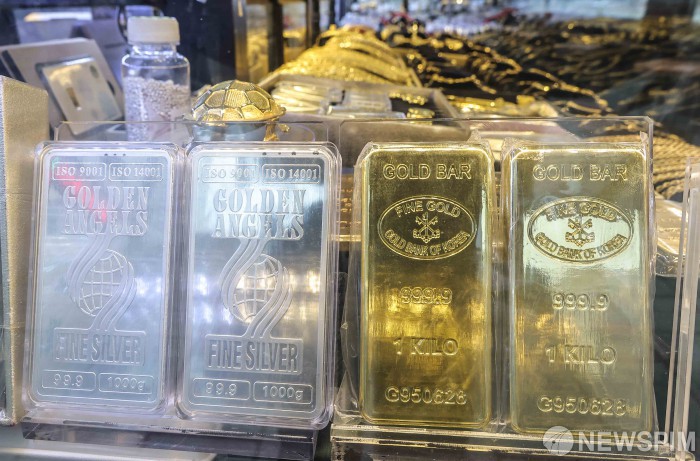 ISO 9001 ISO 14001
GOLDEN
ANGELS
FINE SILVER
99.9 1000g
ISO 9001 ISO 14001
GOLDEN
ANGELS
FINE SILVER
99.9 1000g
GOLD BAR
FINE GOLD
GOLD BANK OF KOREA
999.9
1 KILO
G950626
GOLD BAR
FINE GOLD
GOLD BANK OF KOREA
999.9
1 KILO
G950626
NEWSPIM